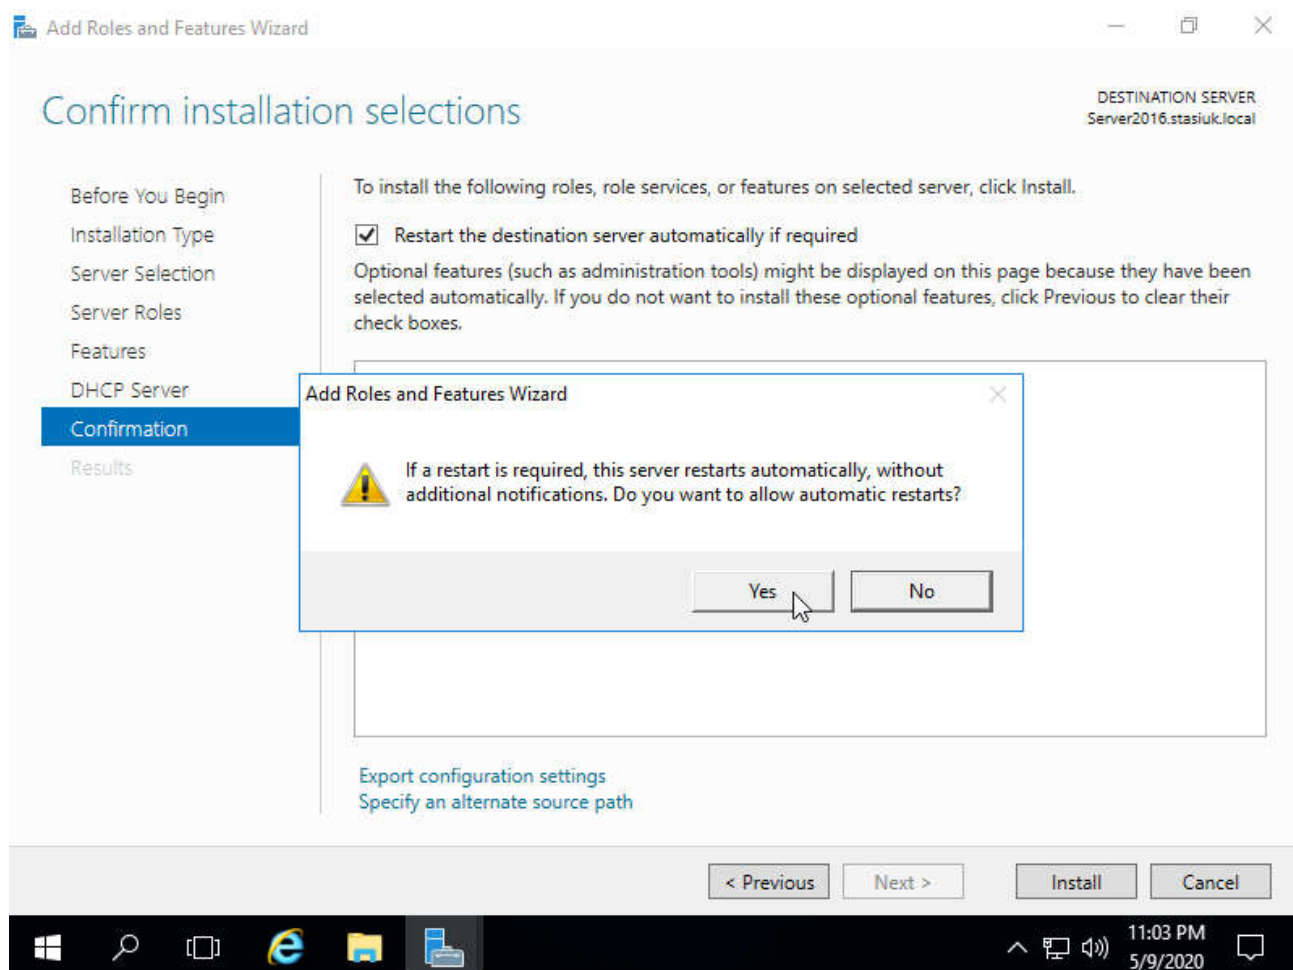 Add Roles and Features Wizard
Confirm installation selections
DESTINATION SERVER
Server2016.stasiuk.local
Before You Begin
Installation Type
Server Selection
Server Roles
Features
DHCP Server
Confirmation
Results
To install the following roles, role services, or features on selected server, click Install.
Restart the destination server automatically if required
Optional features (such as administration tools) might be displayed on this page because they have been
selected automatically. If you do not want to install these optional features, click Previous to clear their
check boxes.
Add Roles and Features Wizard
If a restart is required, this server restarts automatically, without
additional notifications. Do you want to allow automatic restarts?
Yes
No
Export configuration settings
Specify an alternate source path
< Previous
Next >
Install
Cancel
11:03 PM
5/9/2020